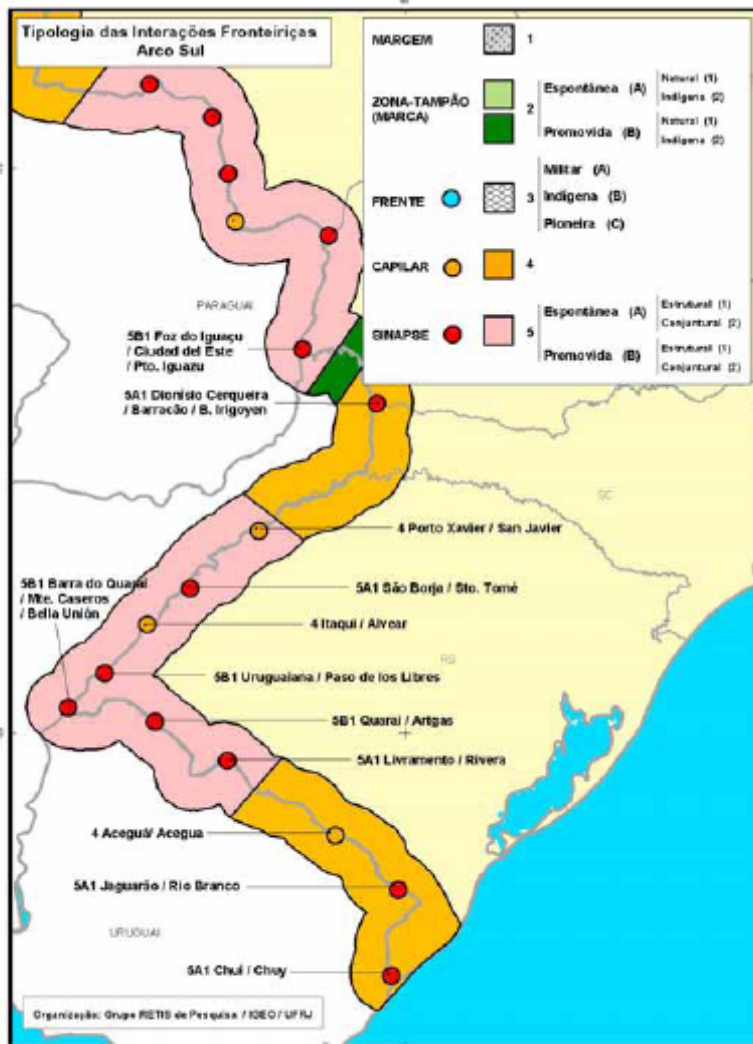 Tipologia das Interações Fronteiriças
Arco Sul
MARGEM 1
ZONA-TAMPÃO
(MARCA)
2
Espontânea (A)
Natural (1)
Indígena (2)
Promovida (B)
Natural (1)
Indígena (2)
FRENTE
3
Militar (A)
Indígena (B)
Pioneira (C)
CAPILAR 4
SINAPSE 5
Espontânea (A)
Estrutural (1)
Conjuntural (2)
Promovida (B)
Estrutural (1)
Conjuntural (2)
PARAGUAI
5B1 Foz do Iguaçu
/ Ciudad del Este
/ Pto. Iguazu
5A1 Dionísio Cerqueira
/ Barracão / B. Irigoyen
SC
4 Porto Xavier / San Javier
5B1 Barra do Quaraí
/ Mte. Caseros
/ Bella Unión
5A1 São Borja / Sto. Tomé
4 Itaqui / Alvear
RS
5B1 Uruguaiana / Paso de los Libres
5B1 Quaraí / Artigas
5A1 Livramento / Rivera
4 Aceguá/ Acegua
5A1 Jaguarão / Rio Branco
URUGUAI
5A1 Chuí / Chuy
Organização: Grupo RETIS de Pesquisa / IGEO / UFRJ